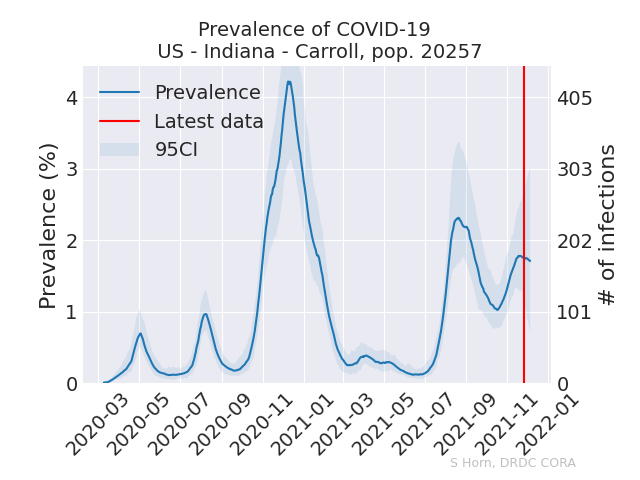 Prevalence of COVID-19
US - Indiana - Carroll, pop. 20257
Prevalence
Latest data
95CI
Prevalence (%)
4
3
2
1
0
405
303
202
101
0
# of infections
2020-03
2020-05
2020-07
2020-09
2020-11
2021-01
2021-03
2021-05
2021-07
2021-09
2021-11
2022-01
S Horn, DRDC CORA